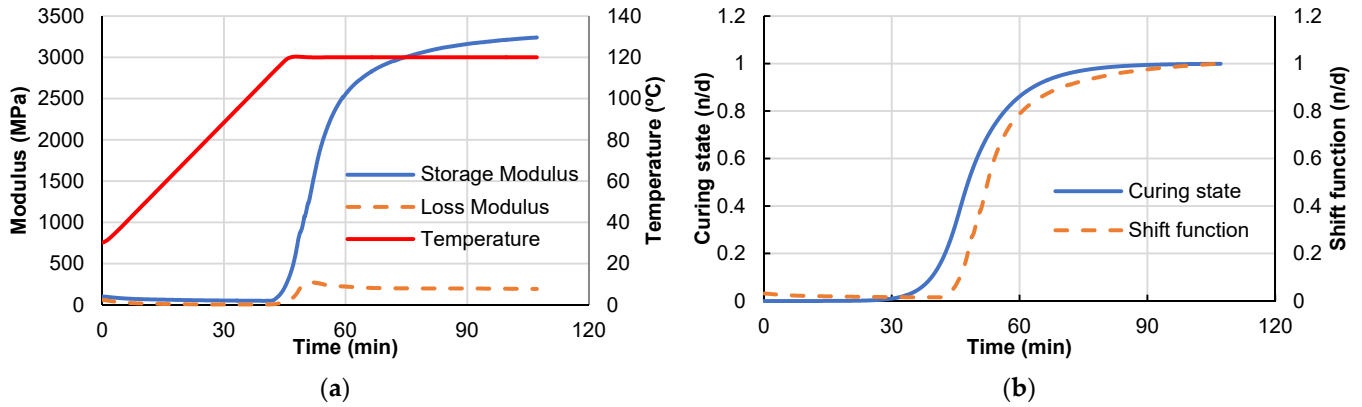 3500
3000
2500
2000
1500
1000
500
0
Modulus (MPa)
140
120
100
80
60
40
20
0
Temperature (ºC)
Storage Modulus
Loss Modulus
Temperature
0 30 60 90 120
Time (min)
(a)
1.2
1
0.8
0.6
0.4
0.2
0
Curing state (n/d)
1.2
1
0.8
0.6
0.4
0.2
0
Shift function (n/d)
Curing state
Shift function
0 30 60 90 120
Time (min)
(b)